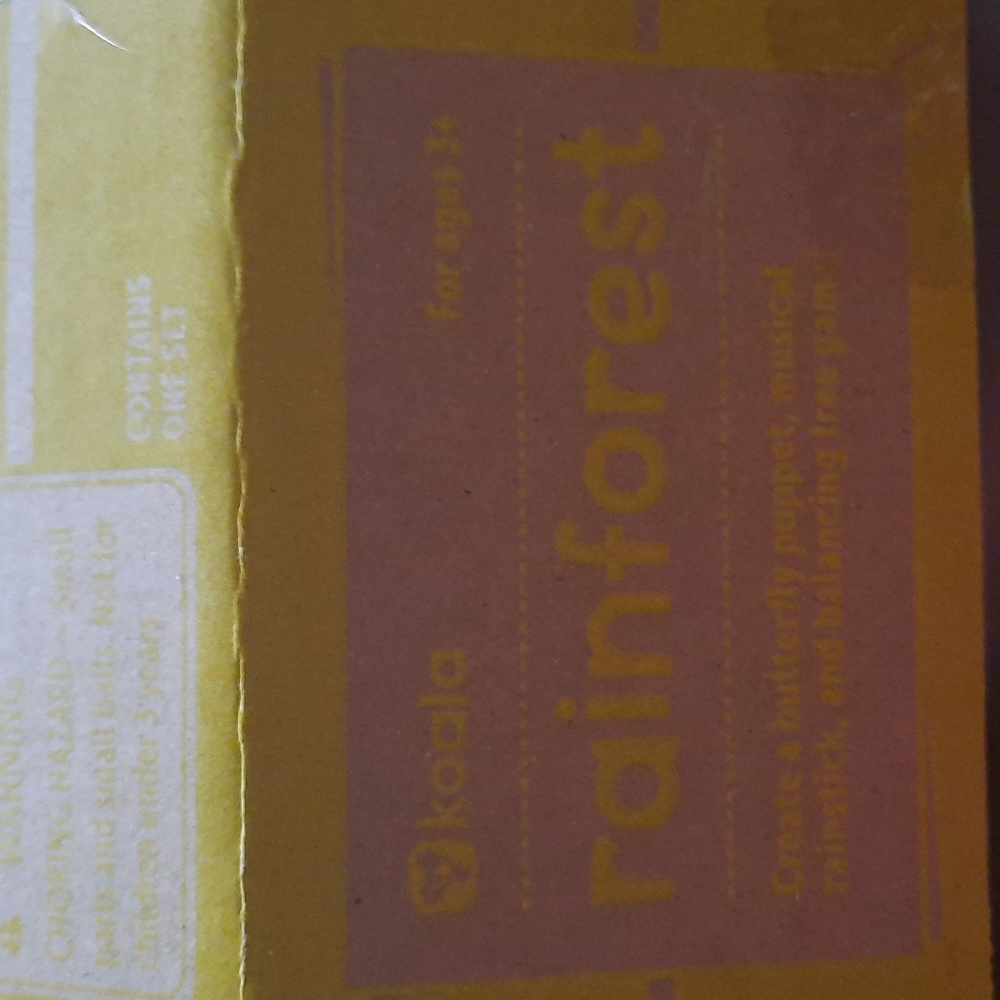 koala
For ages 3+
rainforest
Create a butterfly puppet, musical
rainstick, and balancing tree game!
CONTAINS
ONE SET
WARNING
CHOKING HAZARD — Small
parts and small balls. Not for
children under 3 years